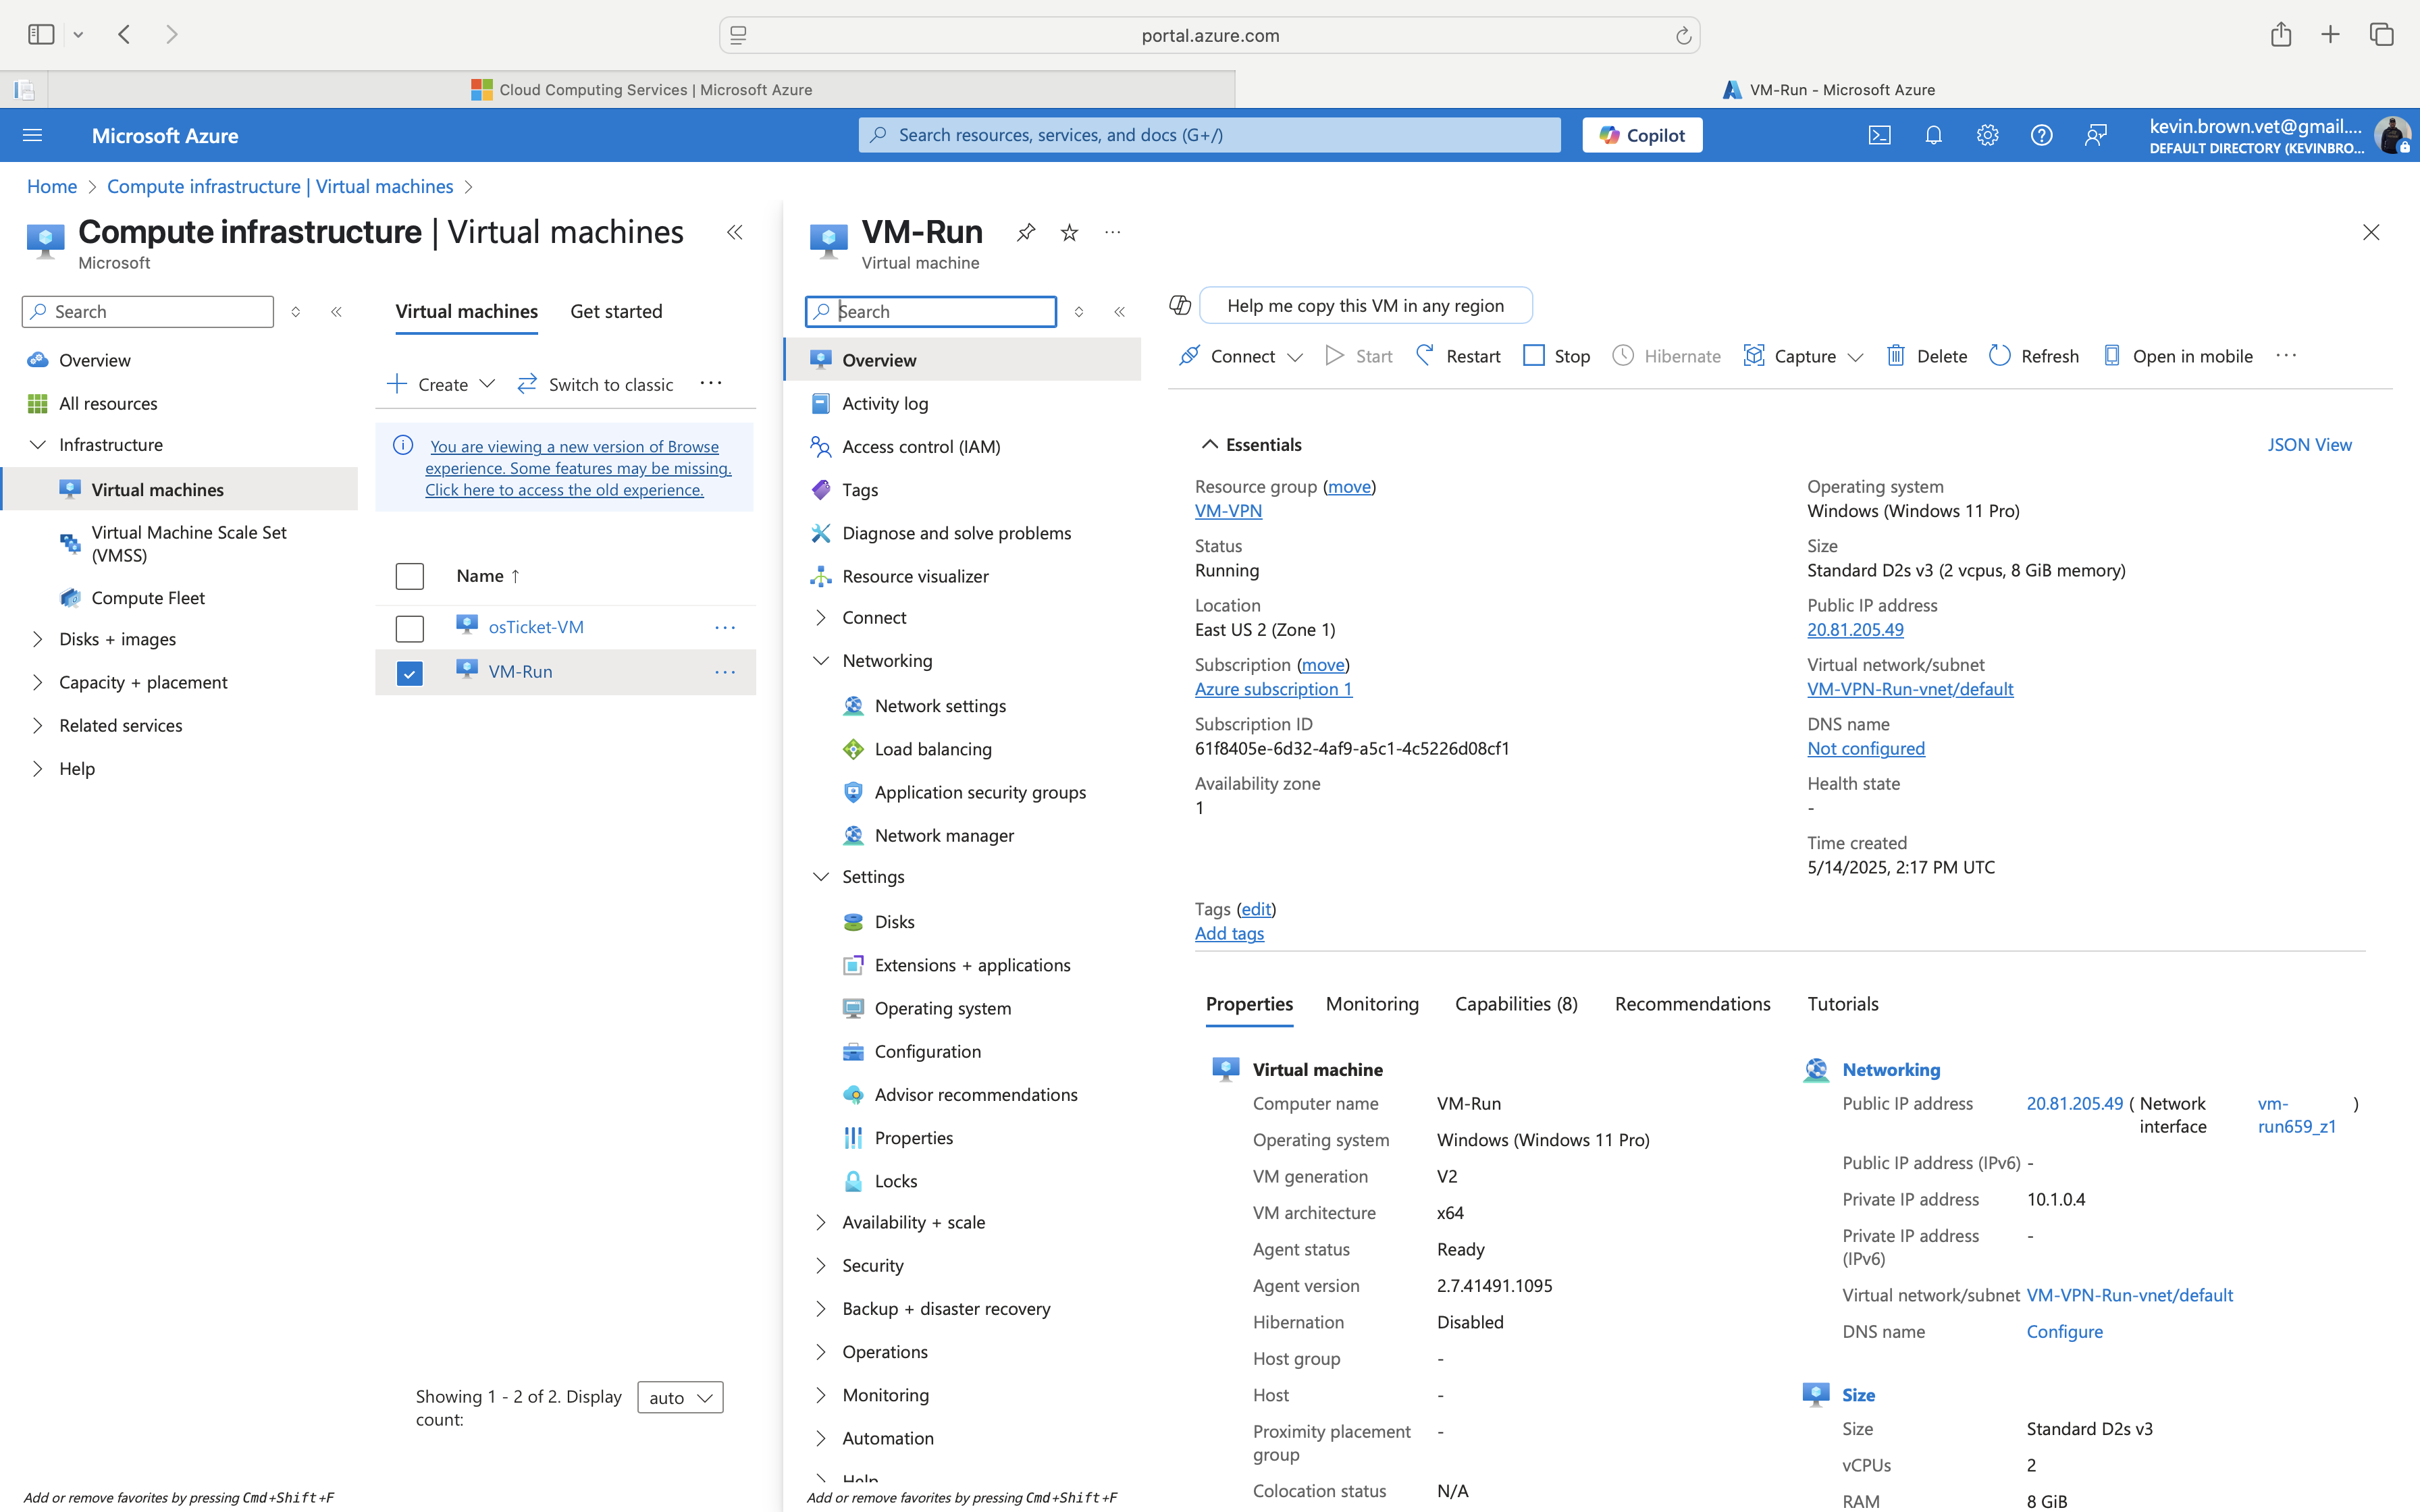 portal.azure.com
Cloud Computing Services | Microsoft Azure
VM-Run - Microsoft Azure
Microsoft Azure
Search resources, services, and docs (G+/)
Copilot
kevin.brown.vet@gmail....
DEFAULT DIRECTORY (KEVINBRO...
Home
Compute infrastructure | Virtual machines
Compute infrastructure | Virtual machines
Microsoft
Search
Overview
All resources
Infrastructure
Virtual machines
Virtual Machine Scale Set
(VMSS)
Compute Fleet
Disks + images
Capacity + placement
Related services
Help
Add or remove favorites by pressing Cmd+Shift+F
Virtual machines
Get started
Create
Switch to classic
You are viewing a new version of Browse
experience. Some features may be missing.
Click here to access the old experience.
Name ↑
osTicket-VM
VM-Run
Showing 1 - 2 of 2. Display
count:
auto
VM-Run
Virtual machine
Search
Overview
Activity log
Access control (IAM)
Tags
Diagnose and solve problems
Resource visualizer
Connect
Networking
Network settings
Load balancing
Application security groups
Network manager
Settings
Disks
Extensions + applications
Operating system
Configuration
Advisor recommendations
Properties
Locks
Availability + scale
Security
Backup + disaster recovery
Operations
Monitoring
Automation
Help
Add or remove favorites by pressing Cmd+Shift+F
Help me copy this VM in any region
Connect
Start
Restart
Stop
Hibernate
Capture
Delete
Refresh
Open in mobile
Essentials
JSON View
Resource group (move)
VM-VPN
Status
Running
Location
East US 2 (Zone 1)
Subscription (move)
Azure subscription 1
Subscription ID
61f8405e-6d32-4af9-a5c1-4c5226d08cf1
Availability zone
1
Operating system
Windows (Windows 11 Pro)
Size
Standard D2s v3 (2 vcpus, 8 GiB memory)
Public IP address
20.81.205.49
Virtual network/subnet
VM-VPN-Run-vnet/default
DNS name
Not configured
Health state
-
Time created
5/14/2025, 2:17 PM UTC
Tags (edit)
Add tags
Properties
Monitoring
Capabilities (8)
Recommendations
Tutorials
Virtual machine
Computer name VM-Run
Operating system Windows (Windows 11 Pro)
VM generation V2
VM architecture x64
Agent status Ready
Agent version 2.7.41491.1095
Hibernation Disabled
Host group -
Host -
Proximity placement -
group
Colocation status N/A
Networking
Public IP address 20.81.205.49 ( Network vm- )
interface run659_z1
Public IP address (IPv6) -
Private IP address 10.1.0.4
Private IP address -
(IPv6)
Virtual network/subnet VM-VPN-Run-vnet/default
DNS name Configure
Size
Size Standard D2s v3
vCPUs 2
RAM 8 GiB